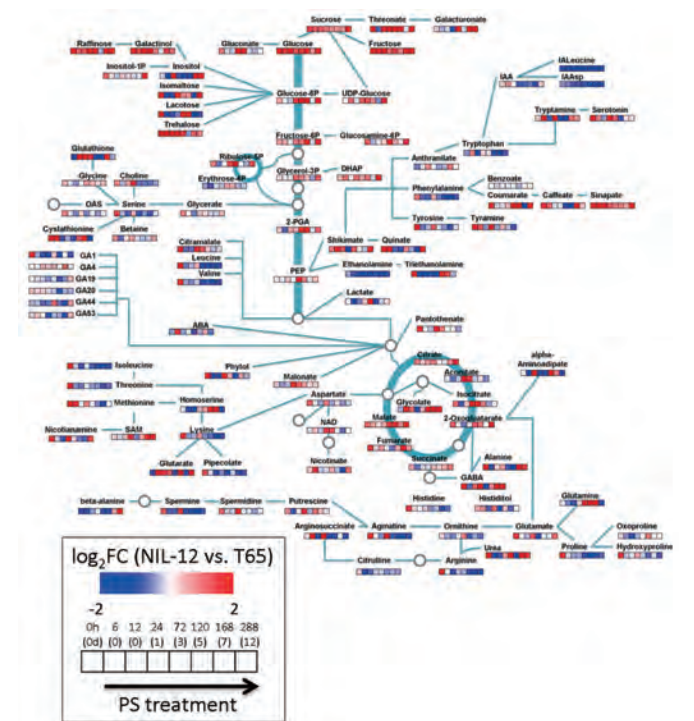 Sucrose Threonate Galacturonate
Raffinose Galactinol Gluconate Glucose Fructose
Inositol-1P Inositol
Isomaltose
Lacotose
Trehalose
Glucose-6P UDP-Glucose
IAA IALeucine
IAAsp
Tryptamine Serotonin
Fructose-6P Glucosamine-6P
Tryptophan
Glutathione
Ribulose-5P
Anthranilate
Glycine Choline
Erythrose-4P Glycerol-3P DHAP
Phenylalanine Benzoate
Coumarate Caffeate Sinapate
OAS Serine Glycerate
Cystathionine Betaine
2-PGA
Tyrosine Tyramine
Citramalate
Leucine
Valine
Shikimate Quinate
PEP Ethanolamine Triethanolamine
GA1
GA4
GA19
GA20
GA44
GA53
Lactate
ABA
Pantothenate
Isoleucine
Phytol
Malonate
Citrate
Aconitate
alpha-
Aminoadipate
Threonine
Methionine Homoserine
Aspartate
Isocitrate
Glycolate
2-Oxoglutarate
Nicotianamine SAM Lysine
NAD
Malate
Fumarate
Succinate
Alanine
Glutarate Pipecolate
Nicotinate
GABA
Histidine Histidilol
beta-alanine Spermine Spermidine Putrescine
Glutamine
Arginosuccinate Agmatine Ornithine Glutamate
Oxoproline
Urea Proline Hydroxyproline
Citrulline Arginine
log₂FC (NIL-12 vs. T65)
-2 2
0h 6 12 24 72 120 168 288
(0d) (0) (0) (1) (3) (5) (7) (12)
PS treatment